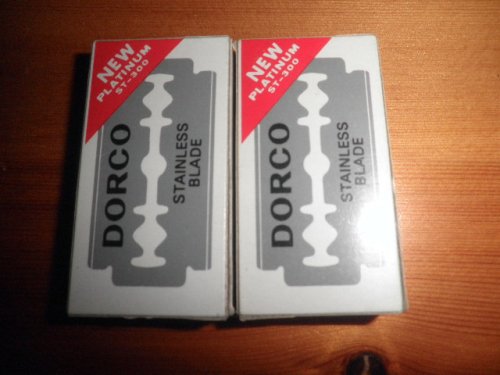 NEW
PLATINUM
ST-300
DORCO
STAINLESS
BLADE
NEW
PLATINUM
ST-300
DORCO
STAINLESS
BLADE